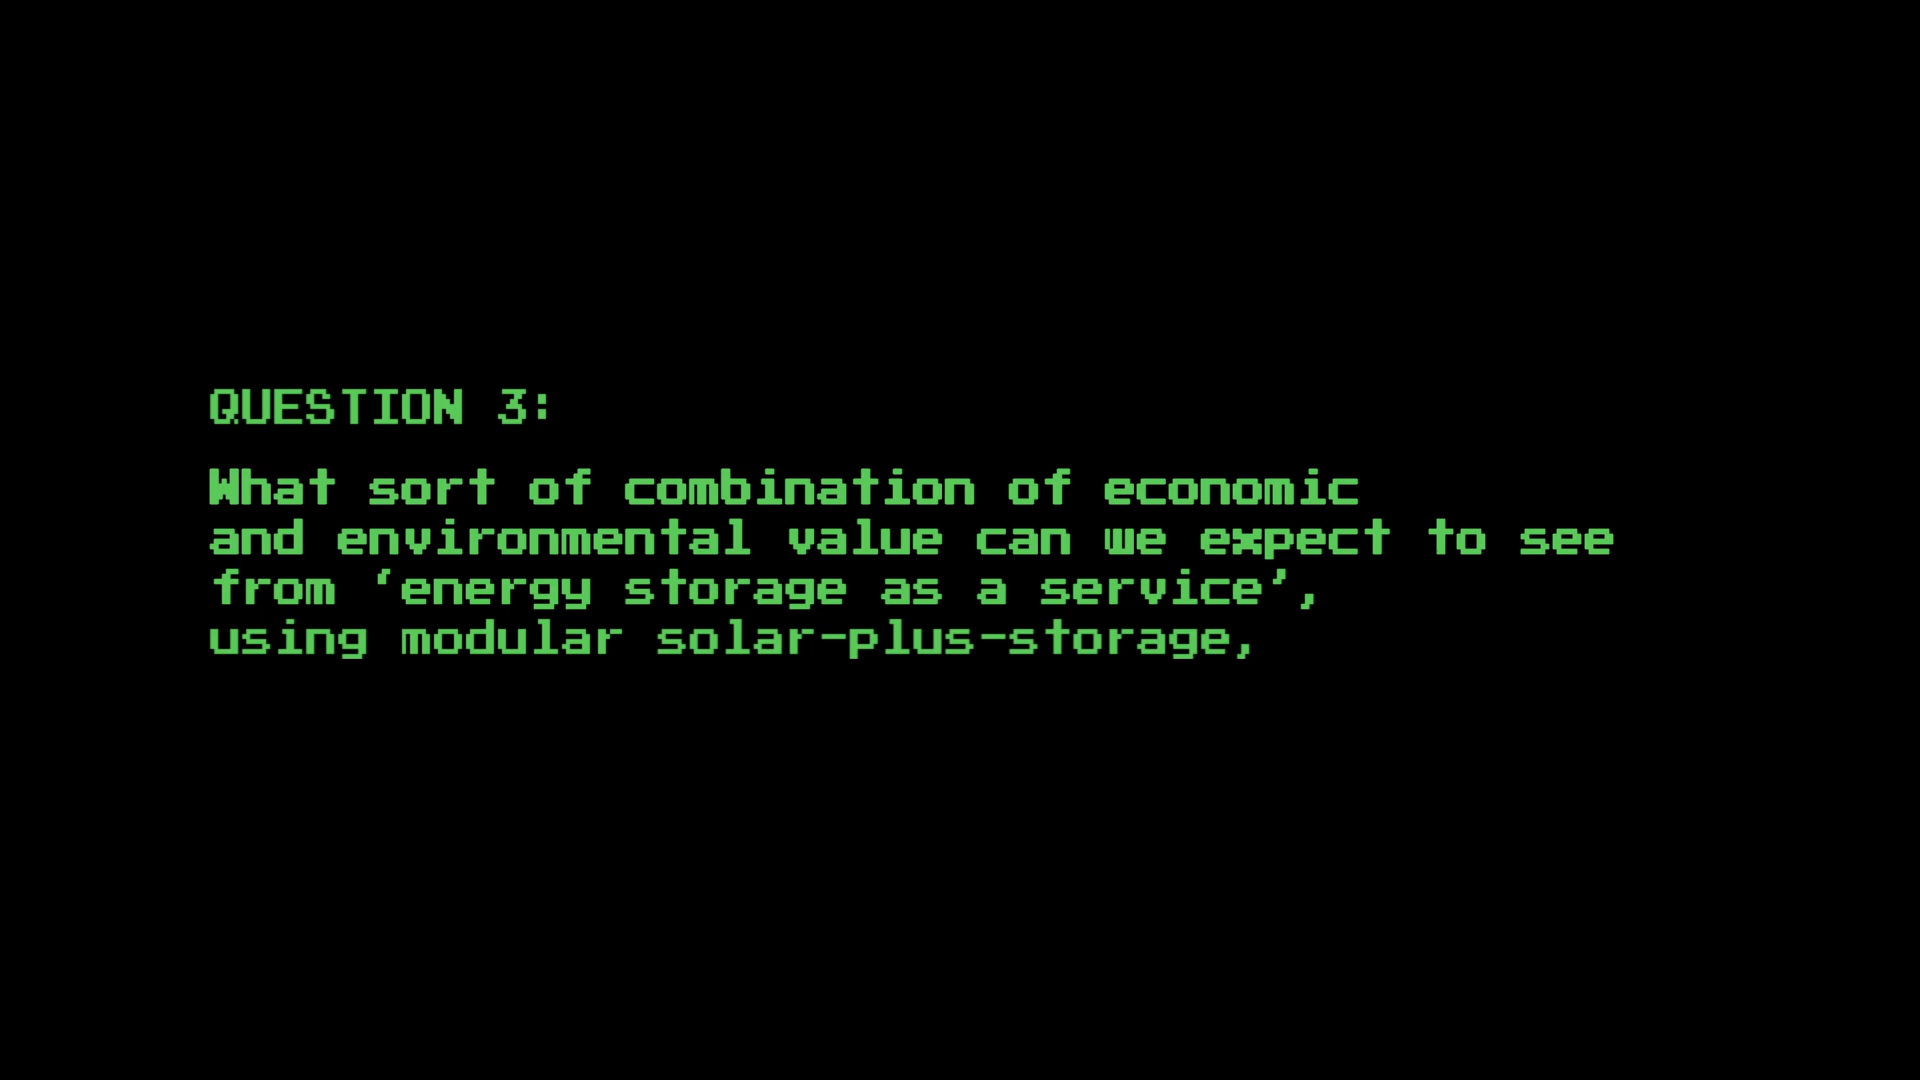 QUESTION 3:
What sort of combination of economic
and environmental value can we expect to see
from ‘energy storage as a service’,
using modular solar-plus-storage,